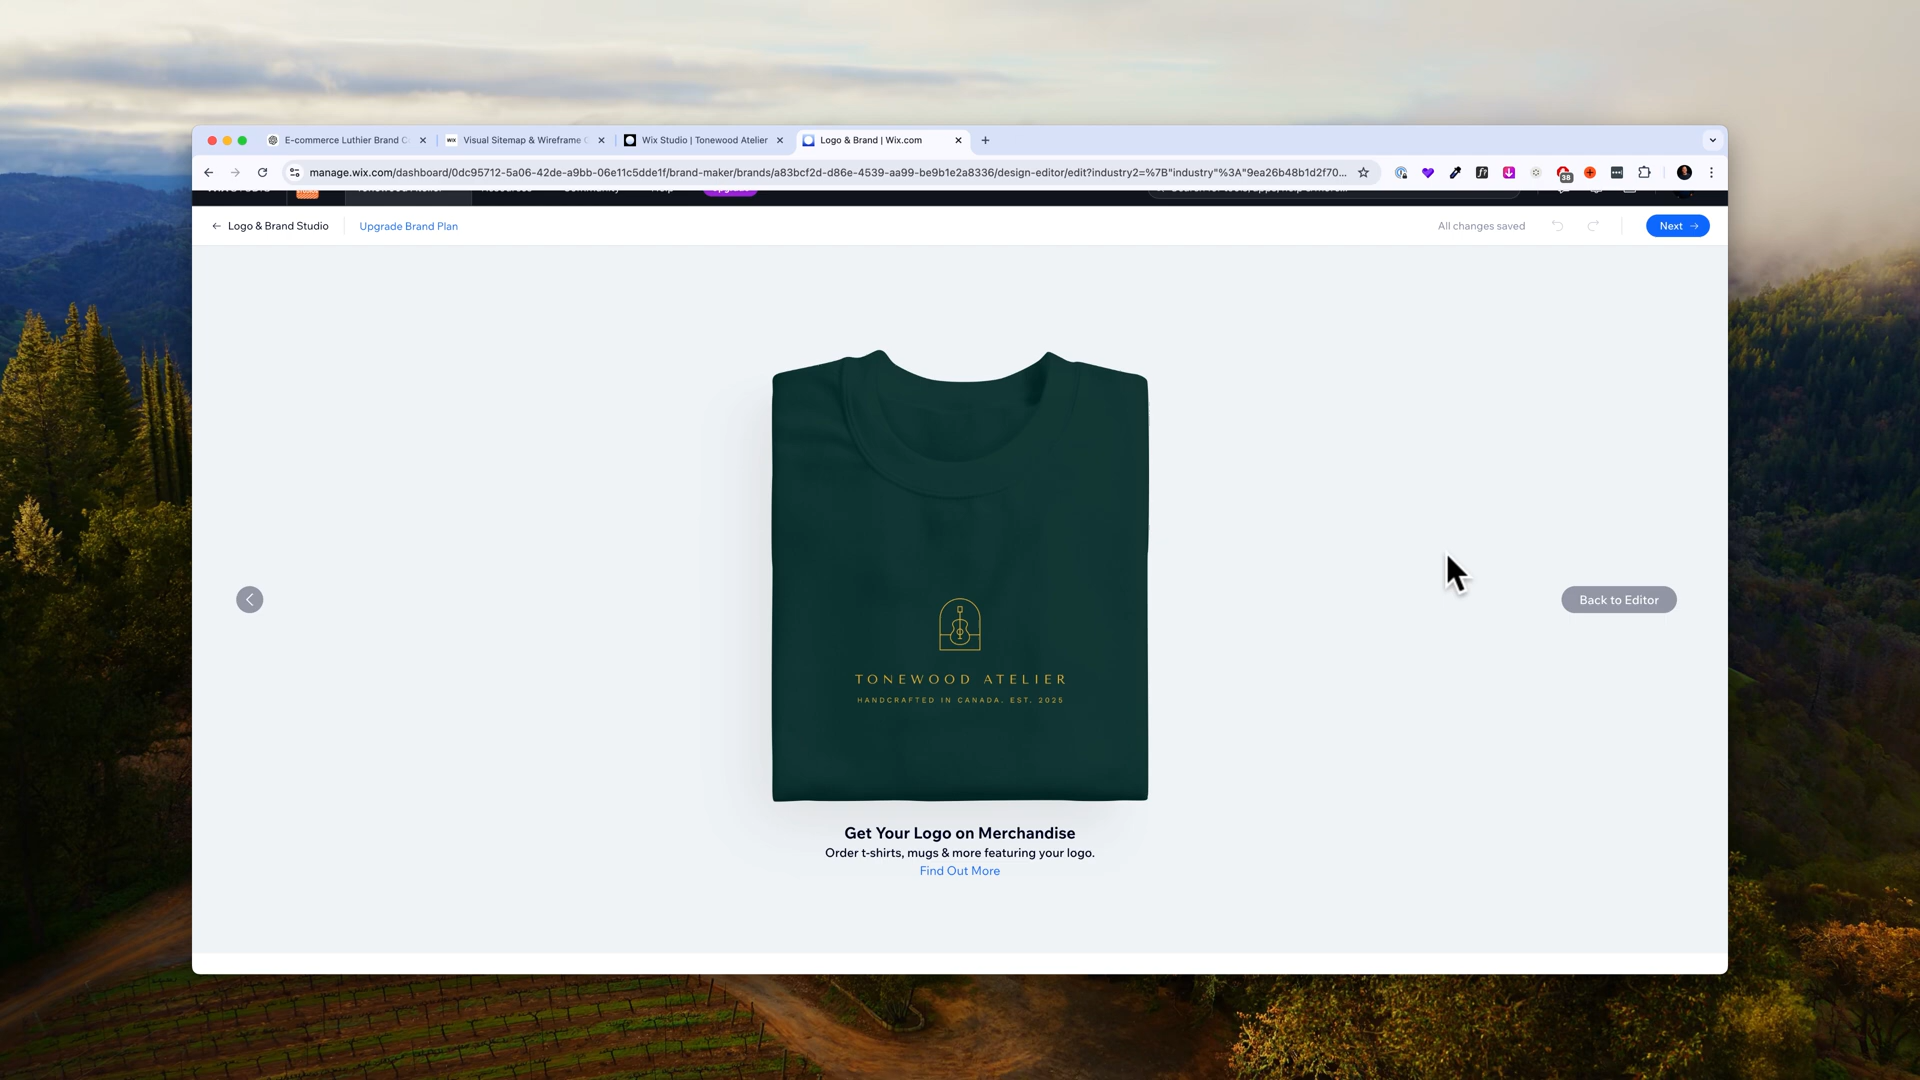 E-commerce Luthier Brand C
Visual Sitemap & Wireframe
Wix Studio | Tonewood Atelier
Logo & Brand | Wix.com
manage.wix.com/dashboard/0dc95712-5a06-42de-a9bb-06e11c5dde1f/brand-maker/brands/a83bcf2d-d86e-4539-aa99-be9b1e2a8336/design-editor/edit?industry2=%7B"industry"%3A"9ea26b48b1d2f70...
38
Logo & Brand Studio
Upgrade Brand Plan
All changes saved
Next
TONEWOOD ATELIER
HANDCRAFTED IN CANADA. EST. 2025
Back to Editor
Get Your Logo on Merchandise
Order t-shirts, mugs & more featuring your logo.
Find Out More